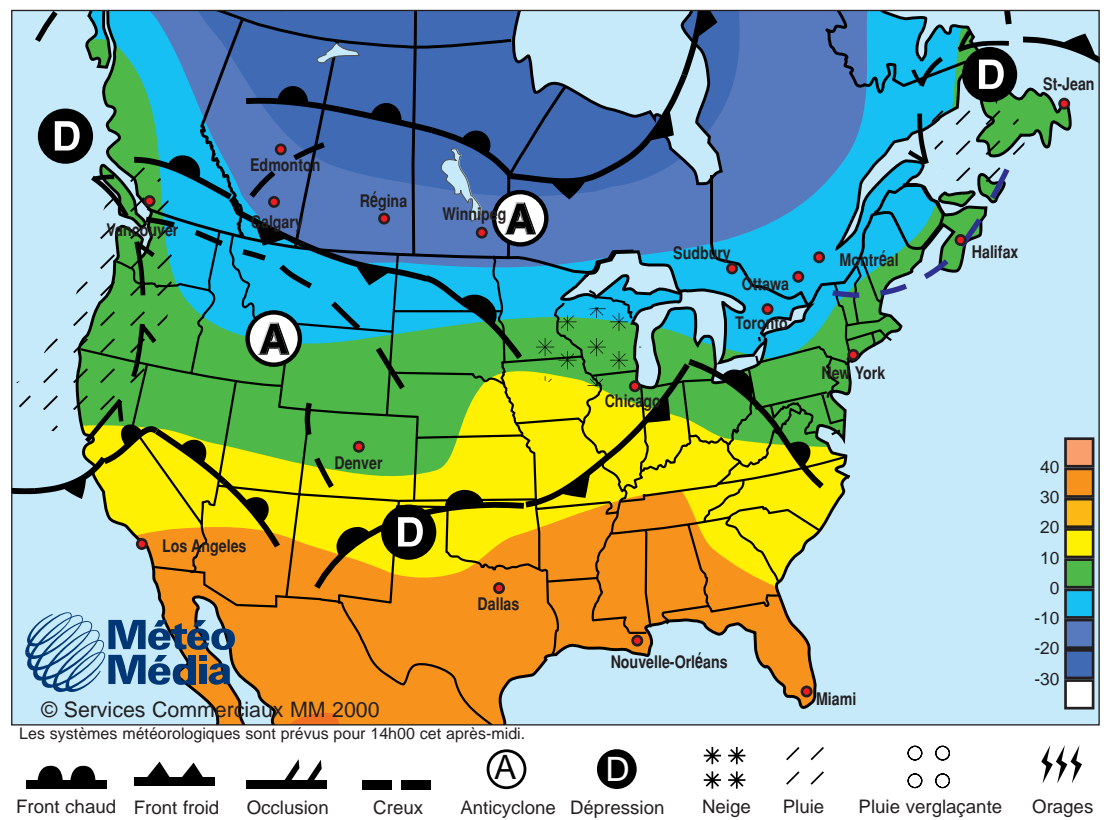 D
D
St-Jean
Edmonton
Régina
Calgary
Winnipeg
A
Vancouver
Sudbury
Montréal
Halifax
Ottawa
Toronto
A
New York
Chicago
Denver
40
30
20
10
0
-10
-20
-30
D
Los Angeles
Dallas
Météo
Média
Nouvelle-Orléans
Miami
© Services Commerciaux MM 2000
Les systèmes météorologiques sont prévus pour 14h00 cet après-midi.
A
D
Front chaud
Front froid
Occlusion
Creux
Anticyclone
Dépression
Neige
Pluie
Pluie verglaçante
Orages